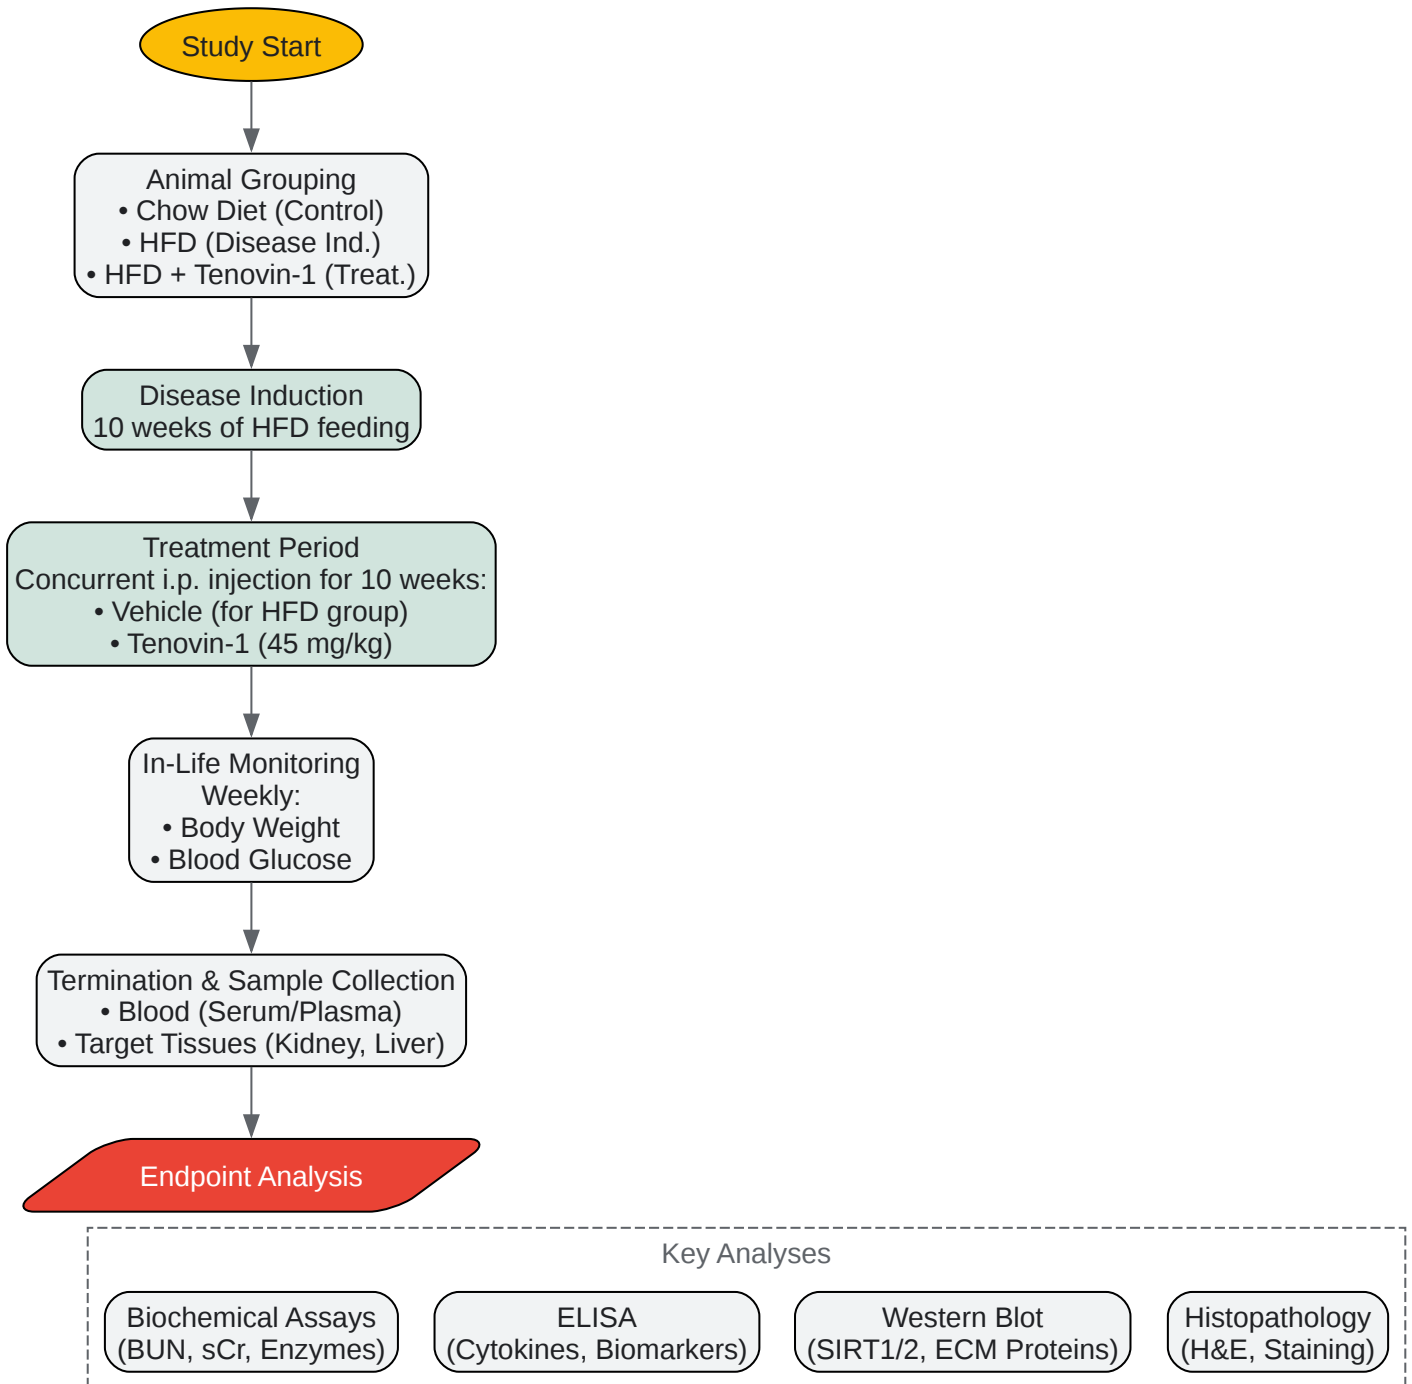 Study Start
Animal Grouping
• Chow Diet (Control)
• HFD (Disease Ind.)
• HFD + Tenovin-1 (Treat.)
Disease Induction
10 weeks of HFD feeding
Treatment Period
Concurrent i.p. injection for 10 weeks:
• Vehicle (for HFD group)
• Tenovin-1 (45 mg/kg)
In-Life Monitoring
Weekly:
• Body Weight
• Blood Glucose
Termination & Sample Collection
• Blood (Serum/Plasma)
• Target Tissues (Kidney, Liver)
Endpoint Analysis
Key Analyses
Biochemical Assays
(BUN, sCr, Enzymes)
ELISA
(Cytokines, Biomarkers)
Western Blot
(SIRT1/2, ECM Proteins)
Histopathology
(H&E, Staining)